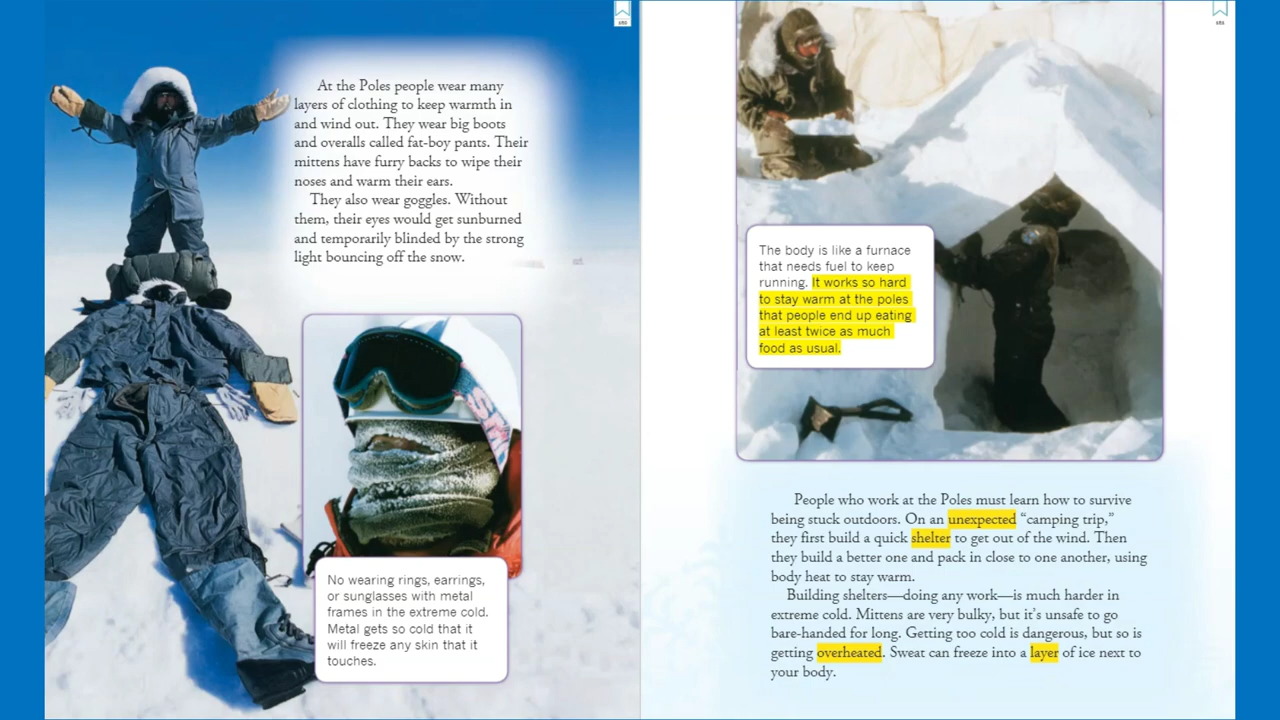 At the Poles people wear many
layers of clothing to keep warmth in
and wind out. They wear big boots
and overalls called fat-boy pants. Their
mittens have furry backs to wipe their
noses and warm their ears.
They also wear goggles. Without
them, their eyes would get sunburned
and temporarily blinded by the strong
light bouncing off the snow.
No wearing rings, earrings,
or sunglasses with metal
frames in the extreme cold.
Metal gets so cold that it
will freeze any skin that it
touches.
The body is like a furnace
that needs fuel to keep
running. It works so hard
to stay warm at the poles
that people end up eating
at least twice as much
food as usual.
People who work at the Poles must learn how to survive
being stuck outdoors. On an unexpected “camping trip,”
they first build a quick shelter to get out of the wind. Then
they build a better one and pack in close to one another, using
body heat to stay warm.
Building shelters—doing any work—is much harder in
extreme cold. Mittens are very bulky, but it’s unsafe to go
bare-handed for long. Getting too cold is dangerous, but so is
getting overheated. Sweat can freeze into a layer of ice next to
your body.